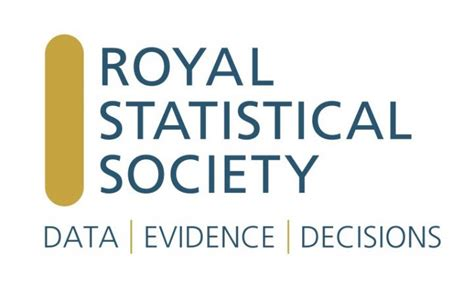 ROYAL
STATISTICAL
SOCIETY
DATA | EVIDENCE | DECISIONS